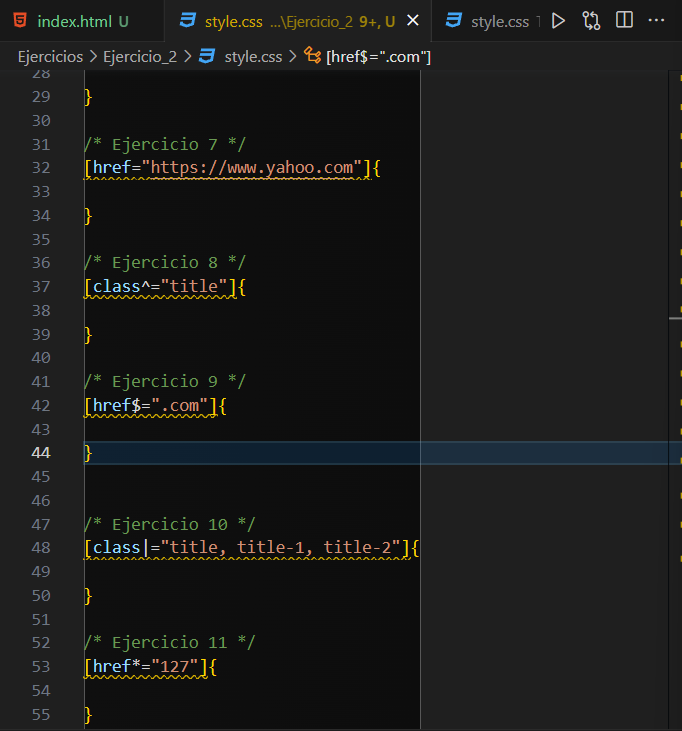 index.html U
style.css ...\Ejercicio_2 9+, U
style.css
Ejercicios > Ejercicio_2 > style.css > [href$=".com"]
28
29 }
30
31 /* Ejercicio 7 */
32 [href="https://www.yahoo.com"]{
33
34 }
35
36 /* Ejercicio 8 */
37 [class^="title"]{
38
39 }
40
41 /* Ejercicio 9 */
42 [href$=".com"]{
43
44 }
45
46
47 /* Ejercicio 10 */
48 [class|="title, title-1, title-2"]{
49
50 }
51
52 /* Ejercicio 11 */
53 [href*="127"]{
54
55 }